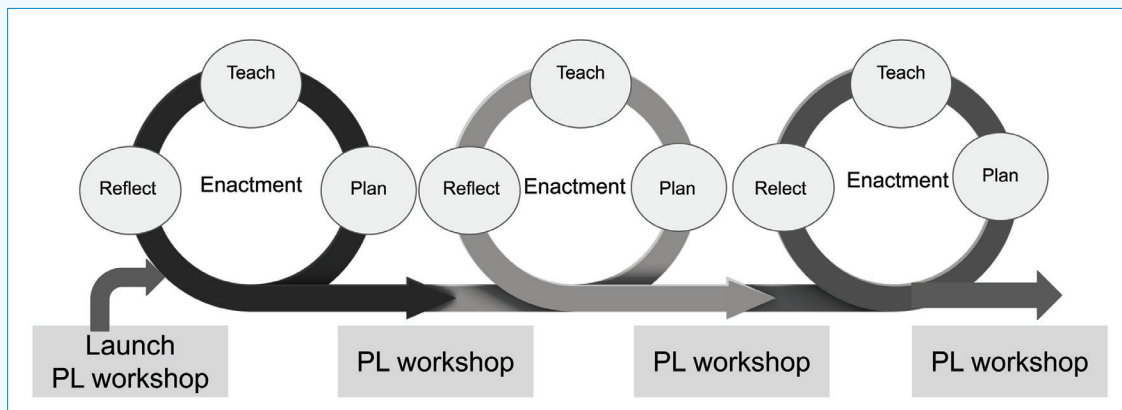 Teach
Reflect
Enactment
Plan
Teach
Reflect
Enactment
Plan
Teach
Relect
Enactment
Plan
Launch
PL workshop
PL workshop
PL workshop
PL workshop